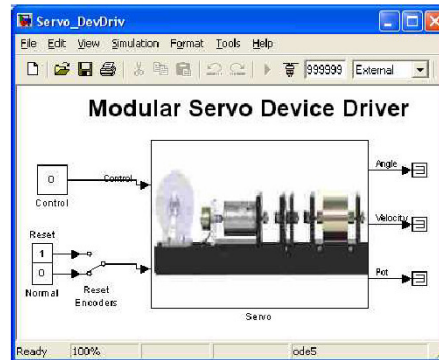 Servo_DevDriv
File Edit View Simulation Format Tools Help
999999 External
Modular Servo Device Driver
0
Control
Control
Angle
Velocity
Pot
Reset
1
0
Normal
Reset
Encoders
Servo
Ready 100% ode5